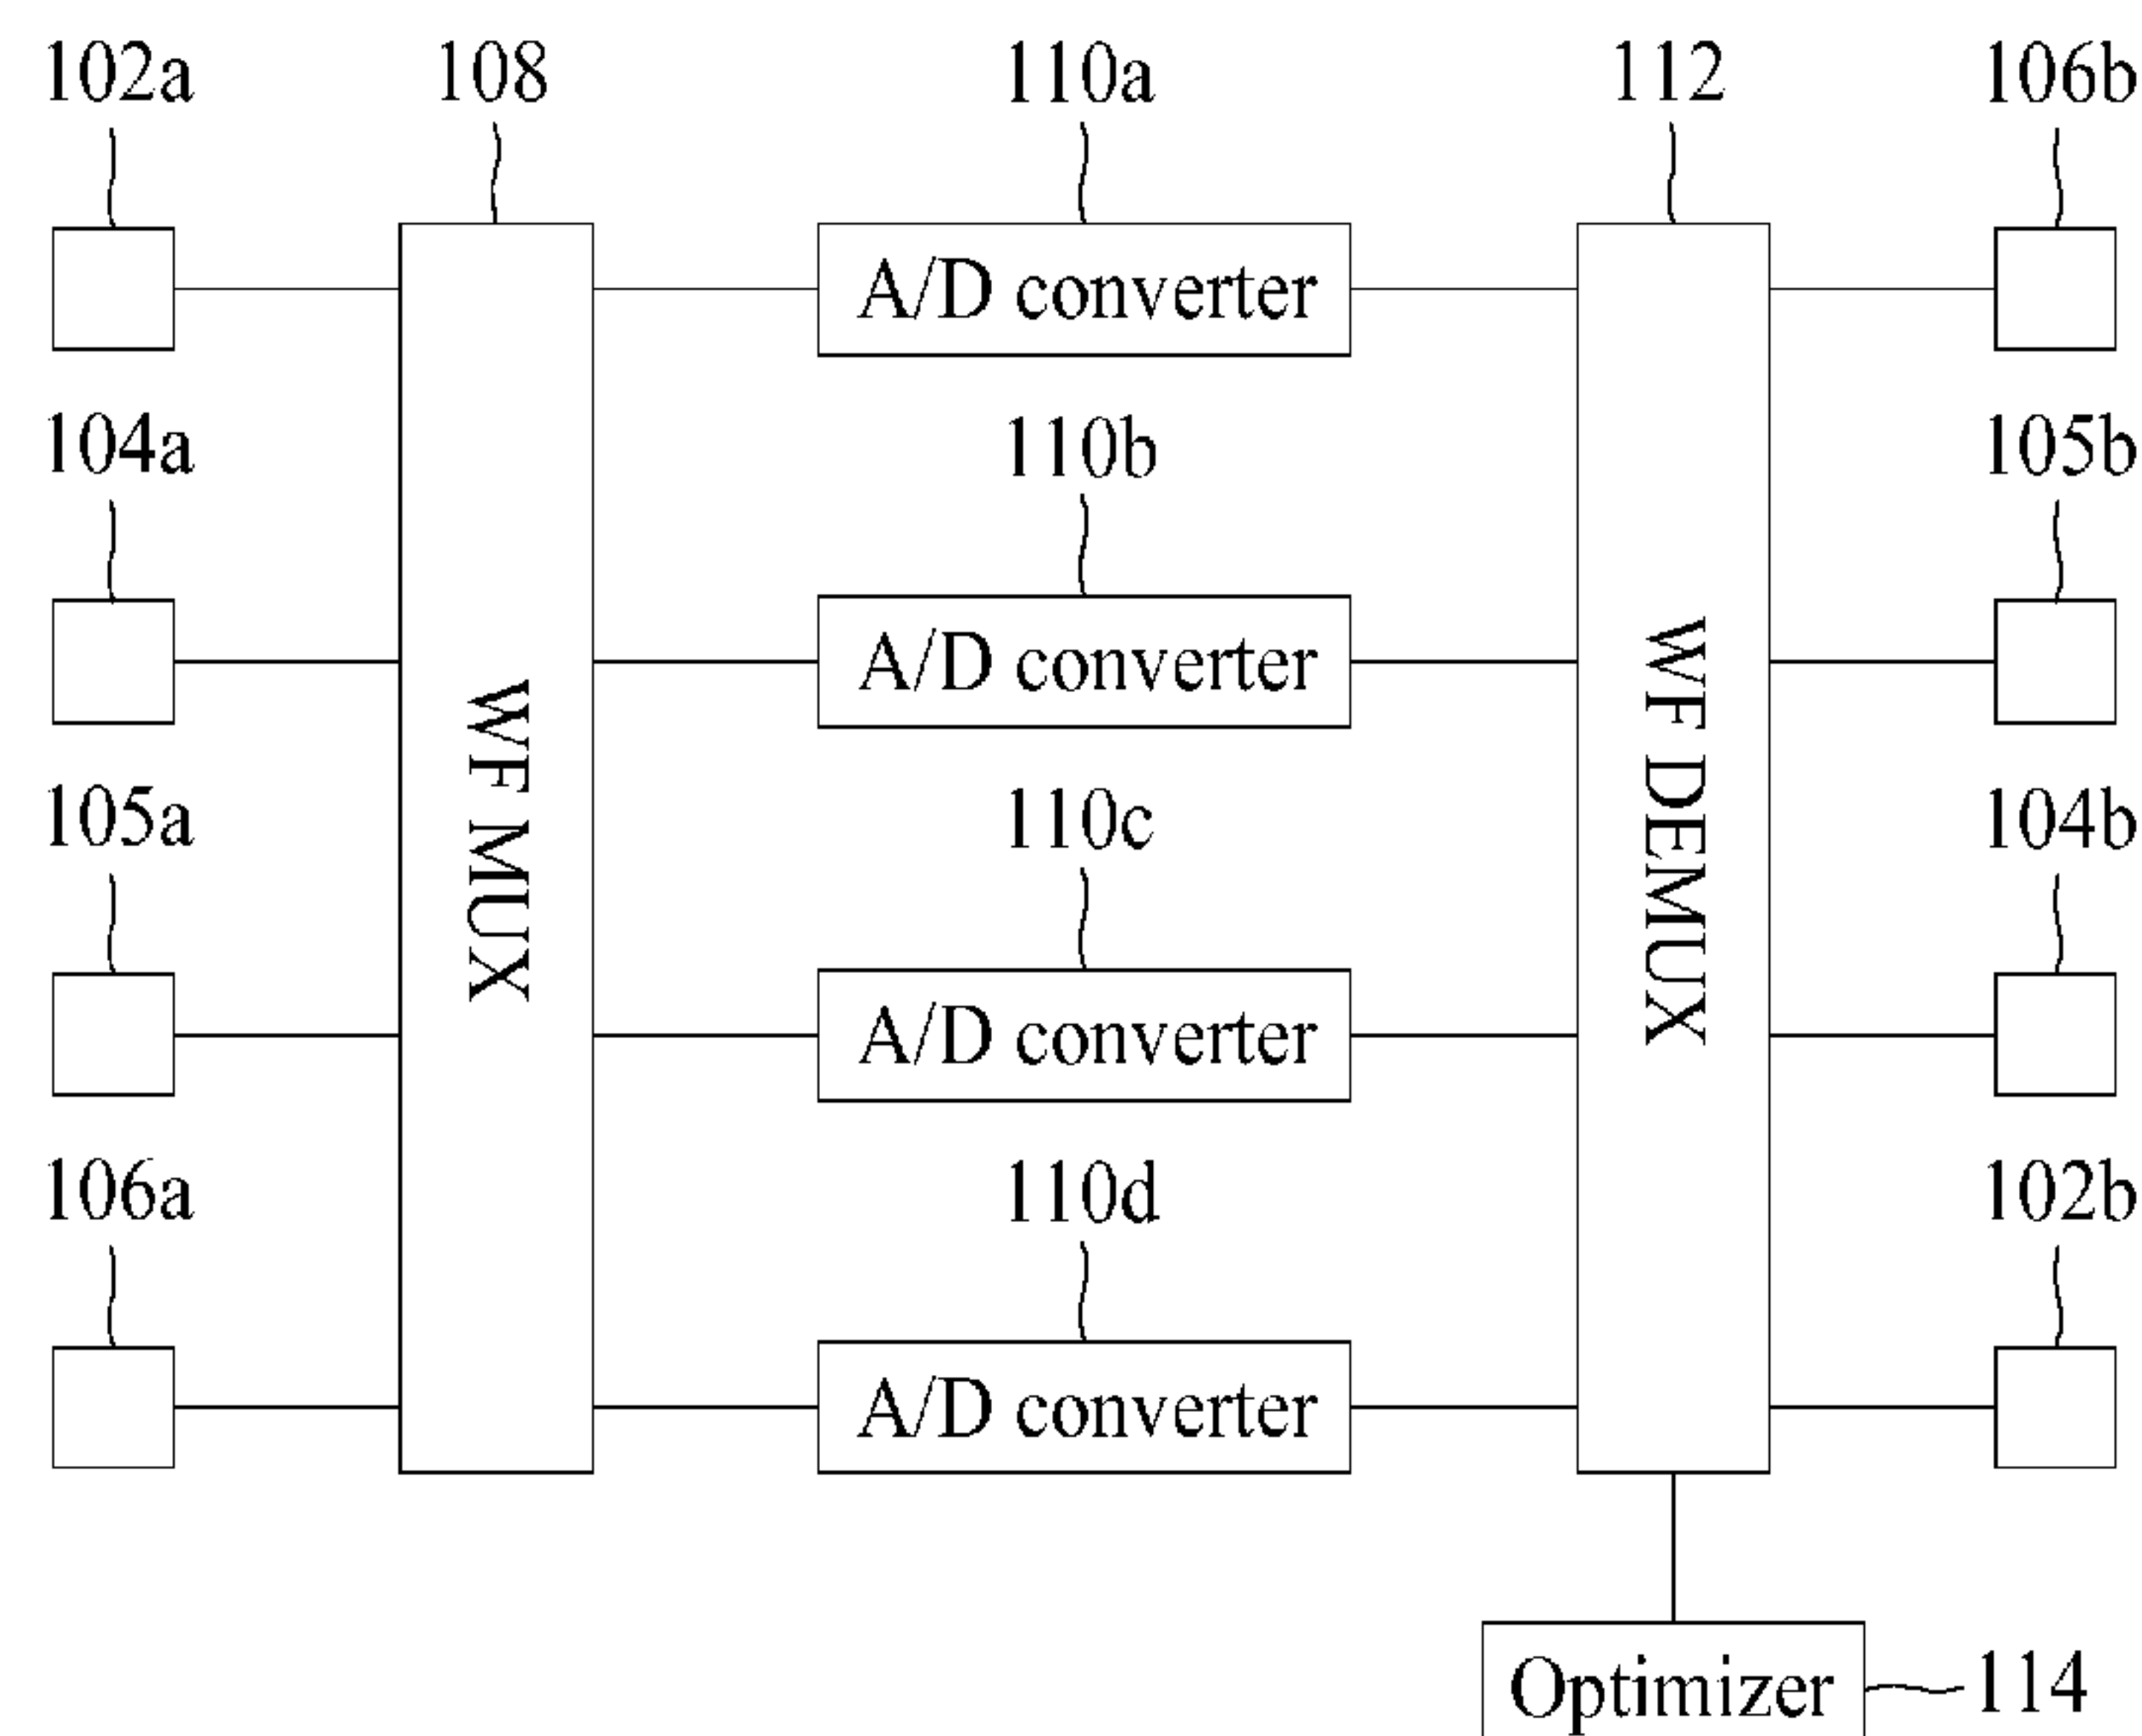 102a
108
110a
112
106b
A/D converter
104a
110b
105b
A/D converter
WF MUX
WF DEMUX
105a
110c
104b
A/D converter
106a
110d
102b
A/D converter
Optimizer
114